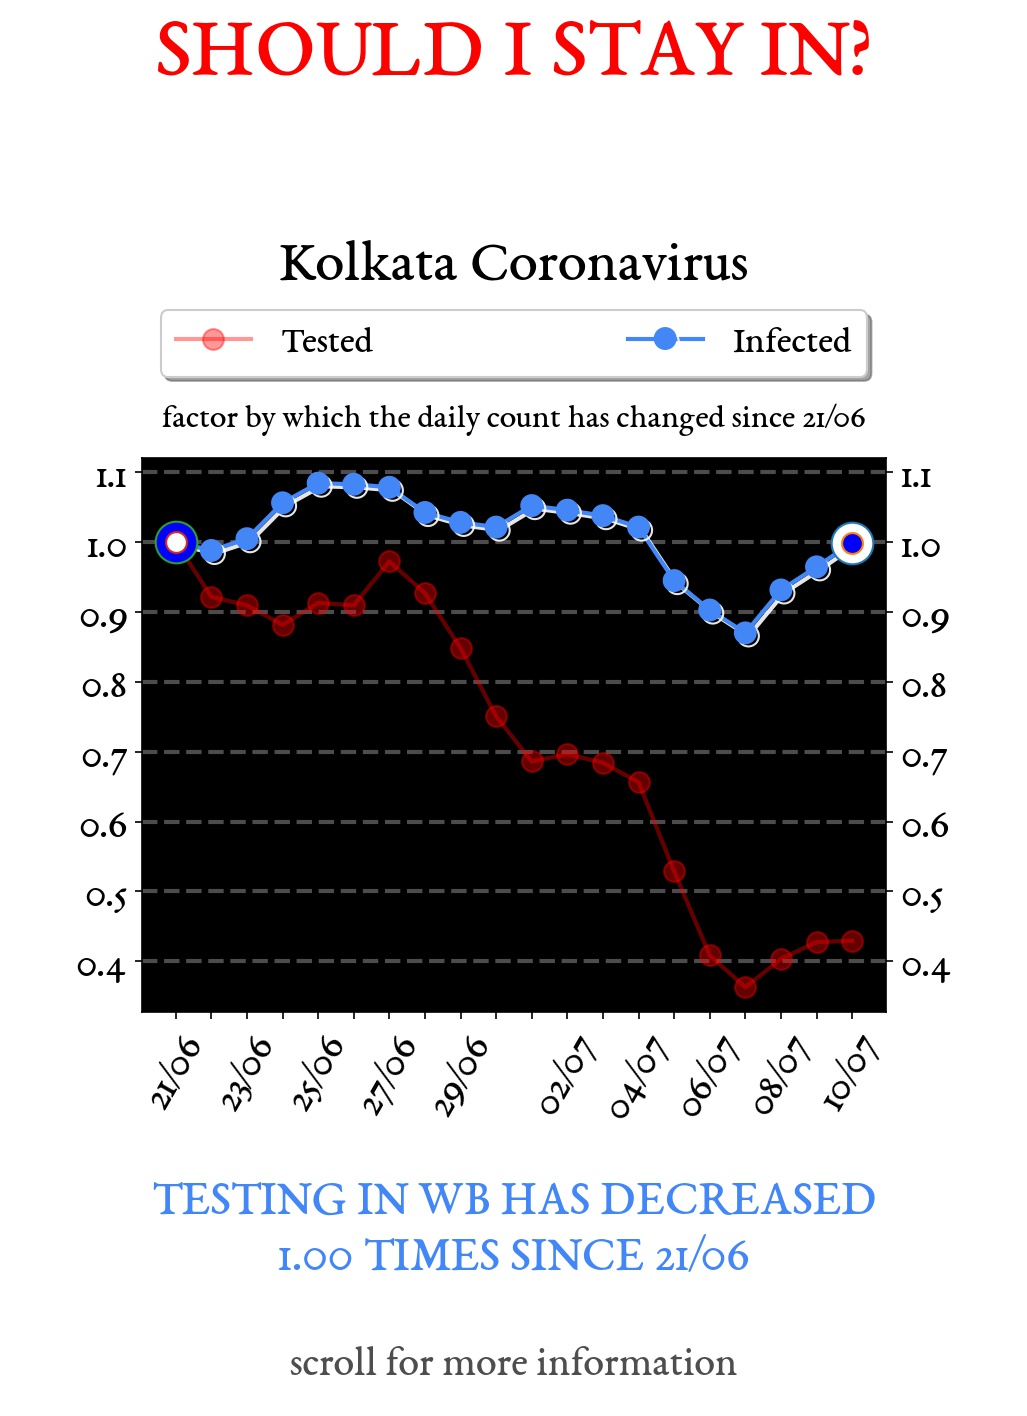 SHOULD I STAY IN?
Kolkata Coronavirus
Tested Infected
factor by which the daily count has changed since 21/06
1.1 1.1
1.0 1.0
0.9 0.9
0.8 0.8
0.7 0.7
0.6 0.6
0.5 0.5
0.4 0.4
21/06 23/06 25/06 27/06 29/06 02/07 04/07 06/07 08/07 10/07
TESTING IN WB HAS DECREASED
1.00 TIMES SINCE 21/06
scroll for more information